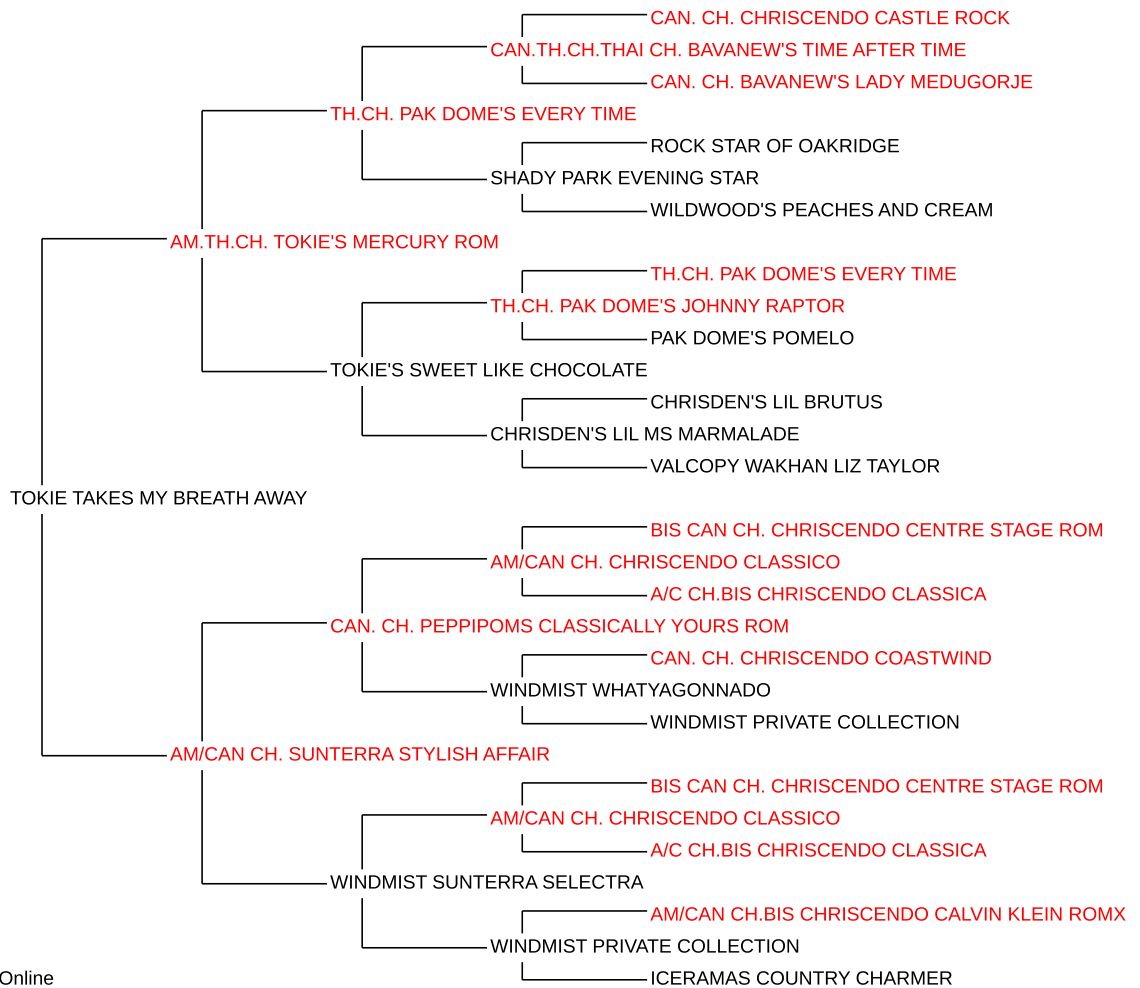 CAN. CH. CHRISCENDO CASTLE ROCK
CAN.TH.CH.THAI CH. BAVANEW'S TIME AFTER TIME
CAN. CH. BAVANEW'S LADY MEDUGORJE
TH.CH. PAK DOME'S EVERY TIME
ROCK STAR OF OAKRIDGE
SHADY PARK EVENING STAR
WILDWOOD'S PEACHES AND CREAM
AM.TH.CH. TOKIE'S MERCURY ROM
TH.CH. PAK DOME'S EVERY TIME
TH.CH. PAK DOME'S JOHNNY RAPTOR
PAK DOME'S POMELO
TOKIE'S SWEET LIKE CHOCOLATE
CHRISDEN'S LIL BRUTUS
CHRISDEN'S LIL MS MARMALADE
VALCOPY WAKHAN LIZ TAYLOR
TOKIE TAKES MY BREATH AWAY
BIS CAN CH. CHRISCENDO CENTRE STAGE ROM
AM/CAN CH. CHRISCENDO CLASSICO
A/C CH.BIS CHRISCENDO CLASSICA
CAN. CH. PEPPIPOMS CLASSICALLY YOURS ROM
CAN. CH. CHRISCENDO COASTWIND
WINDMIST WHATYAGONNADO
WINDMIST PRIVATE COLLECTION
AM/CAN CH. SUNTERRA STYLISH AFFAIR
BIS CAN CH. CHRISCENDO CENTRE STAGE ROM
AM/CAN CH. CHRISCENDO CLASSICO
A/C CH.BIS CHRISCENDO CLASSICA
WINDMIST SUNTERRA SELECTRA
AM/CAN CH.BIS CHRISCENDO CALVIN KLEIN ROMX
WINDMIST PRIVATE COLLECTION
ICERAMAS COUNTRY CHARMER
Online